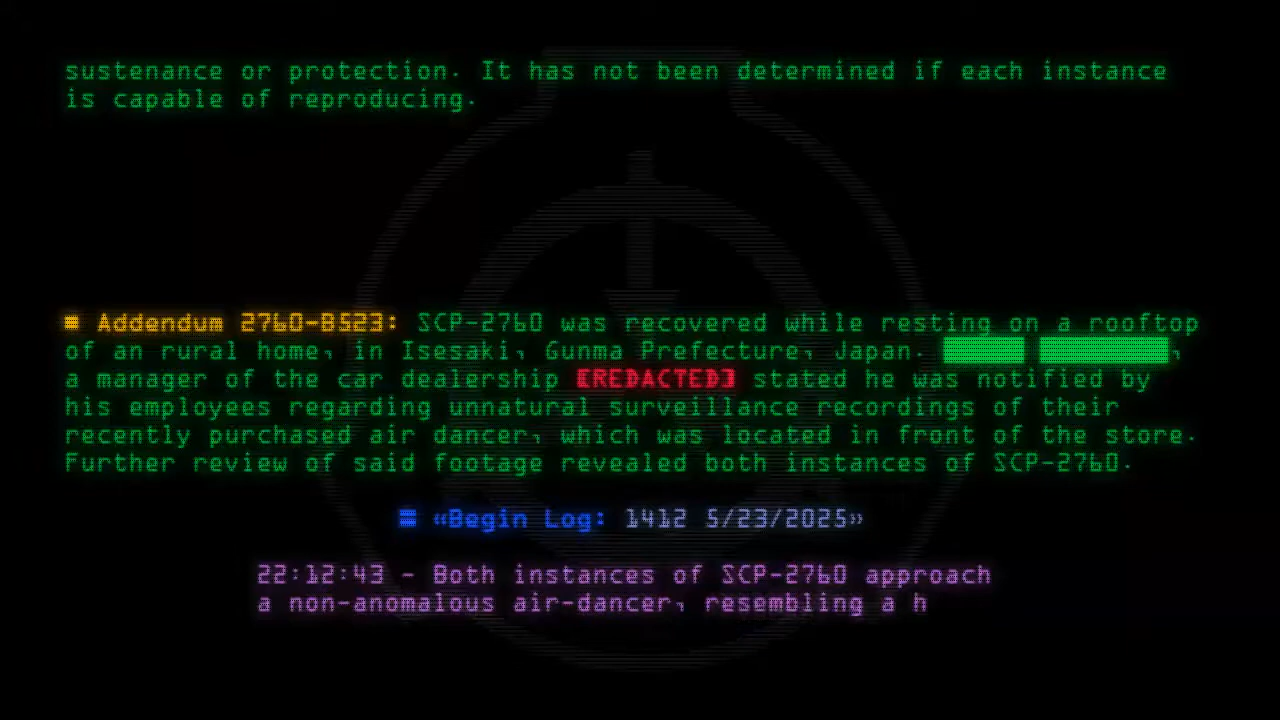 sustenance or protection. It has not been determined if each instance
is capable of reproducing.
≡ Addendum 2760-B523: SCP-2760 was recovered while resting on a rooftop
of an rural home, in Isesaki, Gunma Prefecture, Japan. █████ ████████,
a manager of the car dealership [REDACTED] stated he was notified by
his employees regarding unnatural surveillance recordings of their
recently purchased air dancer, which was located in front of the store.
Further review of said footage revealed both instances of SCP-2760.
≡ «Begin Log: 1412 5/23/2025»
22:12:43 - Both instances of SCP-2760 approach
a non-anomalous air-dancer, resembling a h